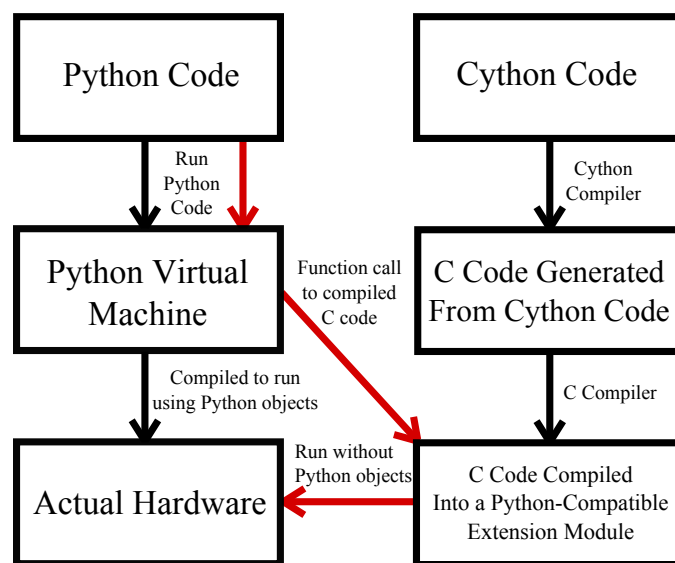 Python Code
Cython Code
Run
Python
Code
Cython
Compiler
Python Virtual
Machine
Function call
to compiled
C code
C Code Generated
From Cython Code
Compiled to run
using Python objects
C Compiler
Actual Hardware
Run without
Python objects
C Code Compiled
Into a Python-Compatible
Extension Module